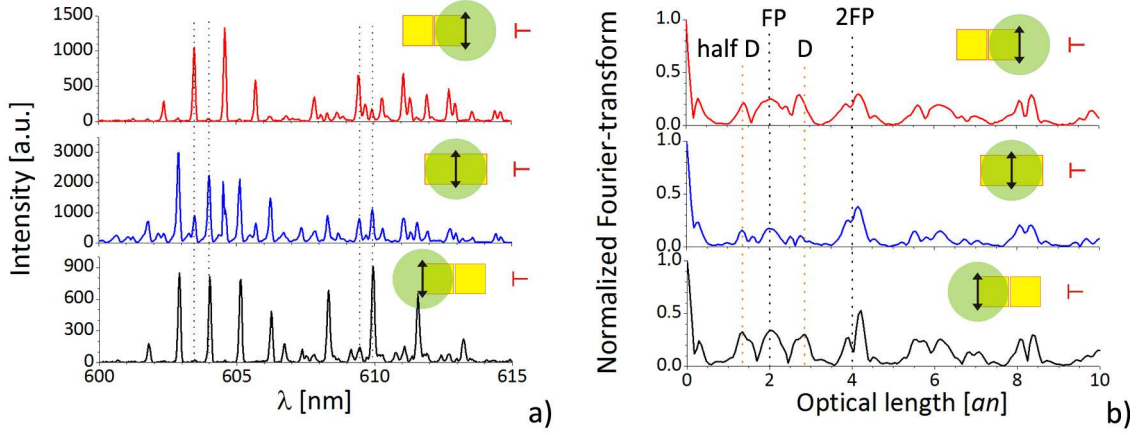 1500
1000
500
0
3000
2000
1000
0
900
600
300
0
600
605
610
615
Intensity [a.u.]
λ [nm]
a)
T
T
T
Normalized Fourier-transform
1.0
0.5
0.0
1.0
0.5
0.0
1.0
0.5
0.0
half D
FP
D
2FP
T
T
T
0
2
4
6
8
10
Optical length [an]
b)